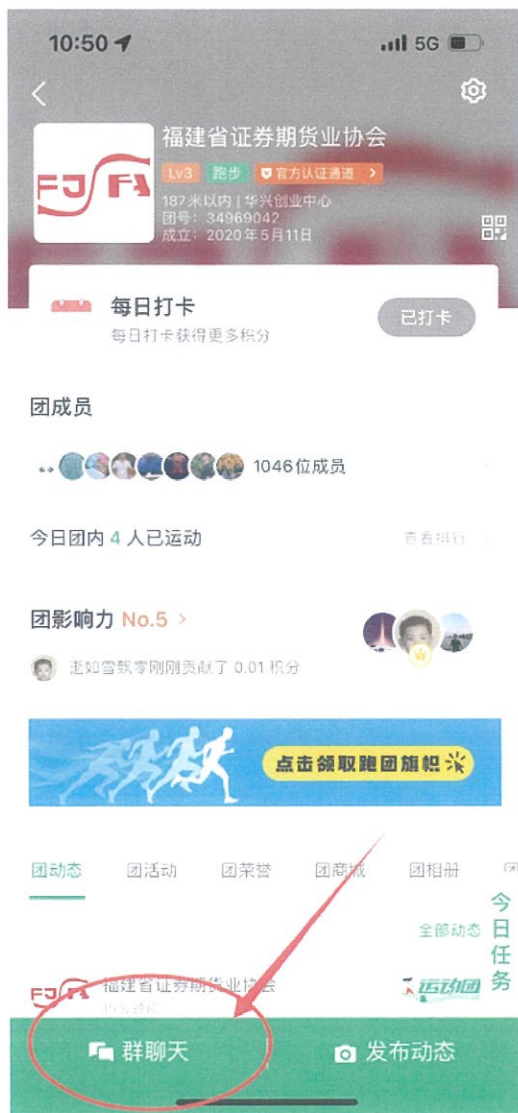 10:50
5G
福建省证券期货业协会
Lv3 跑步 官方认证通道 >
187米以内 | 华兴创业中心
团号：34969042
成立：2020年5月11日
FJ FA
每日打卡
每日打卡获得更多积分
已打卡
团成员
1046位成员
今日团内 4 人已运动
查看排行
团影响力 No.5 >
逝如雪飘零刚刚贡献了 0.01 积分
点击领取跑团旗帜
团动态 团活动 团荣誉 团商城 团相册
全部动态
今日任务
FJ FA
福建省证券期货业协会
运动团
群聊天
发布动态